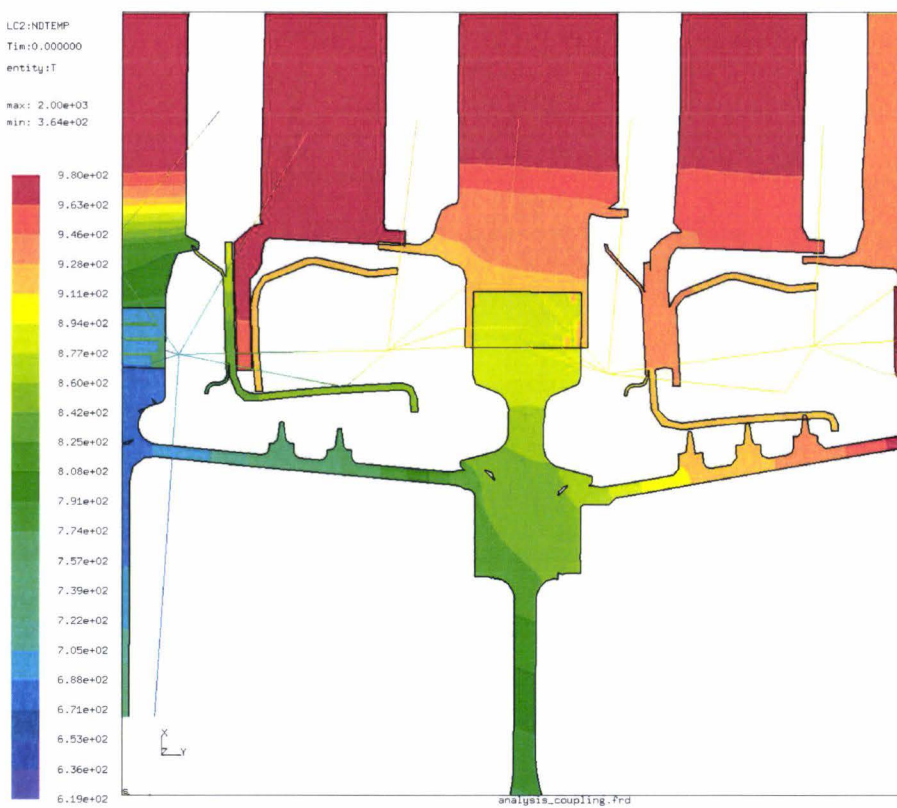 LC2:NDTEMP
Tim:0.000000
entity:T
max: 2.00e+03
min: 3.64e+02
9.80e+02
9.63e+02
9.46e+02
9.28e+02
9.11e+02
8.94e+02
8.77e+02
8.60e+02
8.42e+02
8.25e+02
8.08e+02
7.91e+02
7.74e+02
7.57e+02
7.39e+02
7.22e+02
7.05e+02
6.88e+02
6.71e+02
6.53e+02
6.36e+02
6.19e+02
X
Z Y
analysis_coupling.frd